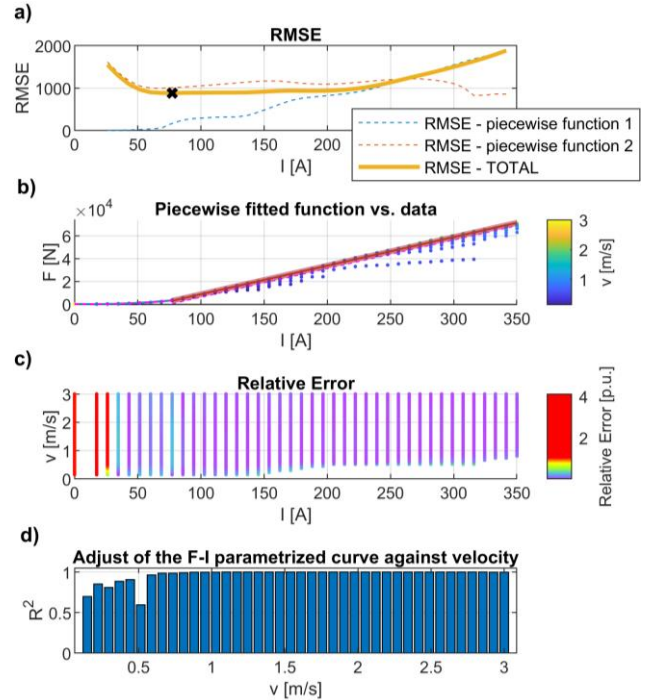 a)
RMSE
2000
1000
0
RMSE
0 50 100 150 200 250 300 350
I [A]
RMSE - piecewise function 1
RMSE - piecewise function 2
RMSE - TOTAL
b)
×10⁴
Piecewise fitted function vs. data
6
4
2
0
F [N]
0 50 100 150 200 250 300 350
I [A]
3
2
1
v [m/s]
c)
Relative Error
3
2
1
0
v [m/s]
0 50 100 150 200 250 300 350
I [A]
4
2
Relative Error [p.u.]
d)
Adjust of the F-I parametrized curve against velocity
1
0.5
0
R²
0.5 1 1.5 2 2.5 3
v [m/s]